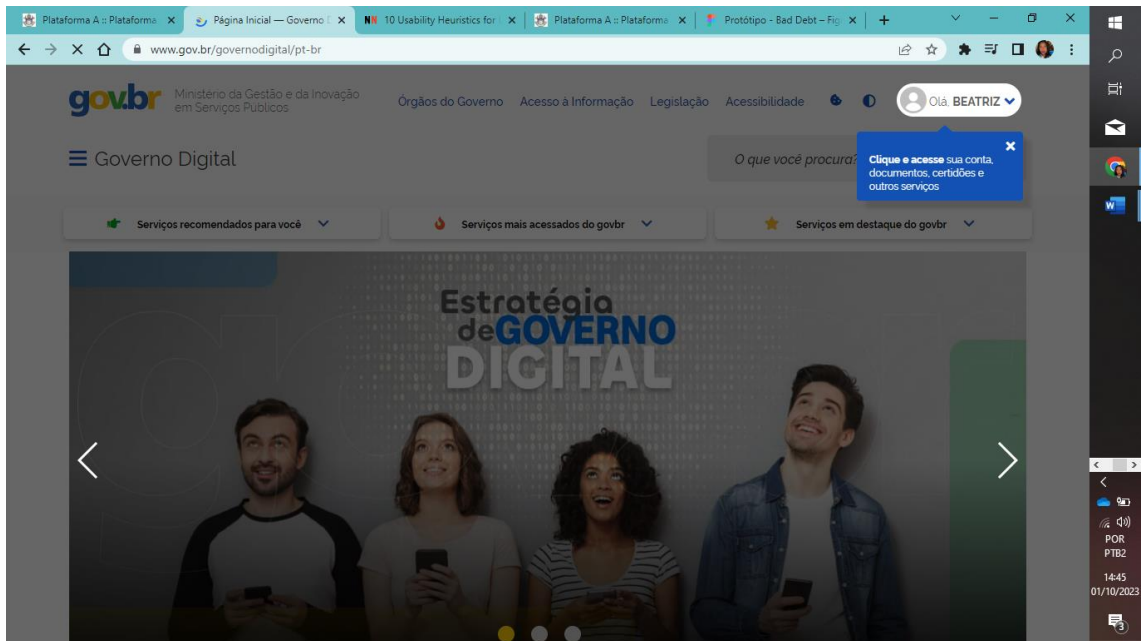 Plataforma A :: Plataforma
Página Inicial — Governo D
NN 10 Usability Heuristics for
Plataforma A :: Plataforma
Protótipo - Bad Debt – Fig
www.gov.br/governodigital/pt-br
gov.br
Ministério da Gestão e da Inovação
em Serviços Públicos
Órgãos do Governo
Acesso à Informação
Legislação
Acessibilidade
Olá, BEATRIZ
Governo Digital
O que você procura?
Clique e acesse sua conta,
documentos, certidões e
outros serviços
Serviços recomendados para você
Serviços mais acessados do govbr
Serviços em destaque do govbr
Estratégia
de GOVERNO
DIGITAL
POR
PTB2
14:45
01/10/2023
3